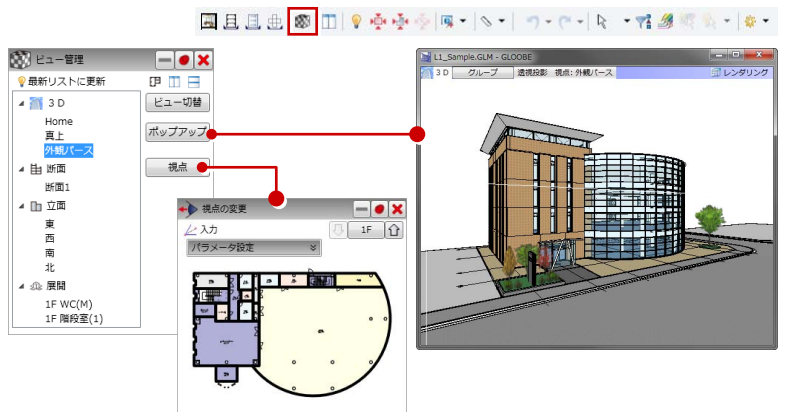 ビュー管理
最新リストに更新
3 D
Home
真上
外観パース
断面
断面1
立面
東
西
南
北
展開
1F WC(M)
1F 階段室(1)
ビュー切替
ポップアップ
視点
視点の変更
入力
1F
パラメータ設定
L1_Sample.GLM - GLOOBE
3 D グループ 透視投影 視点: 外観パース レンダリング